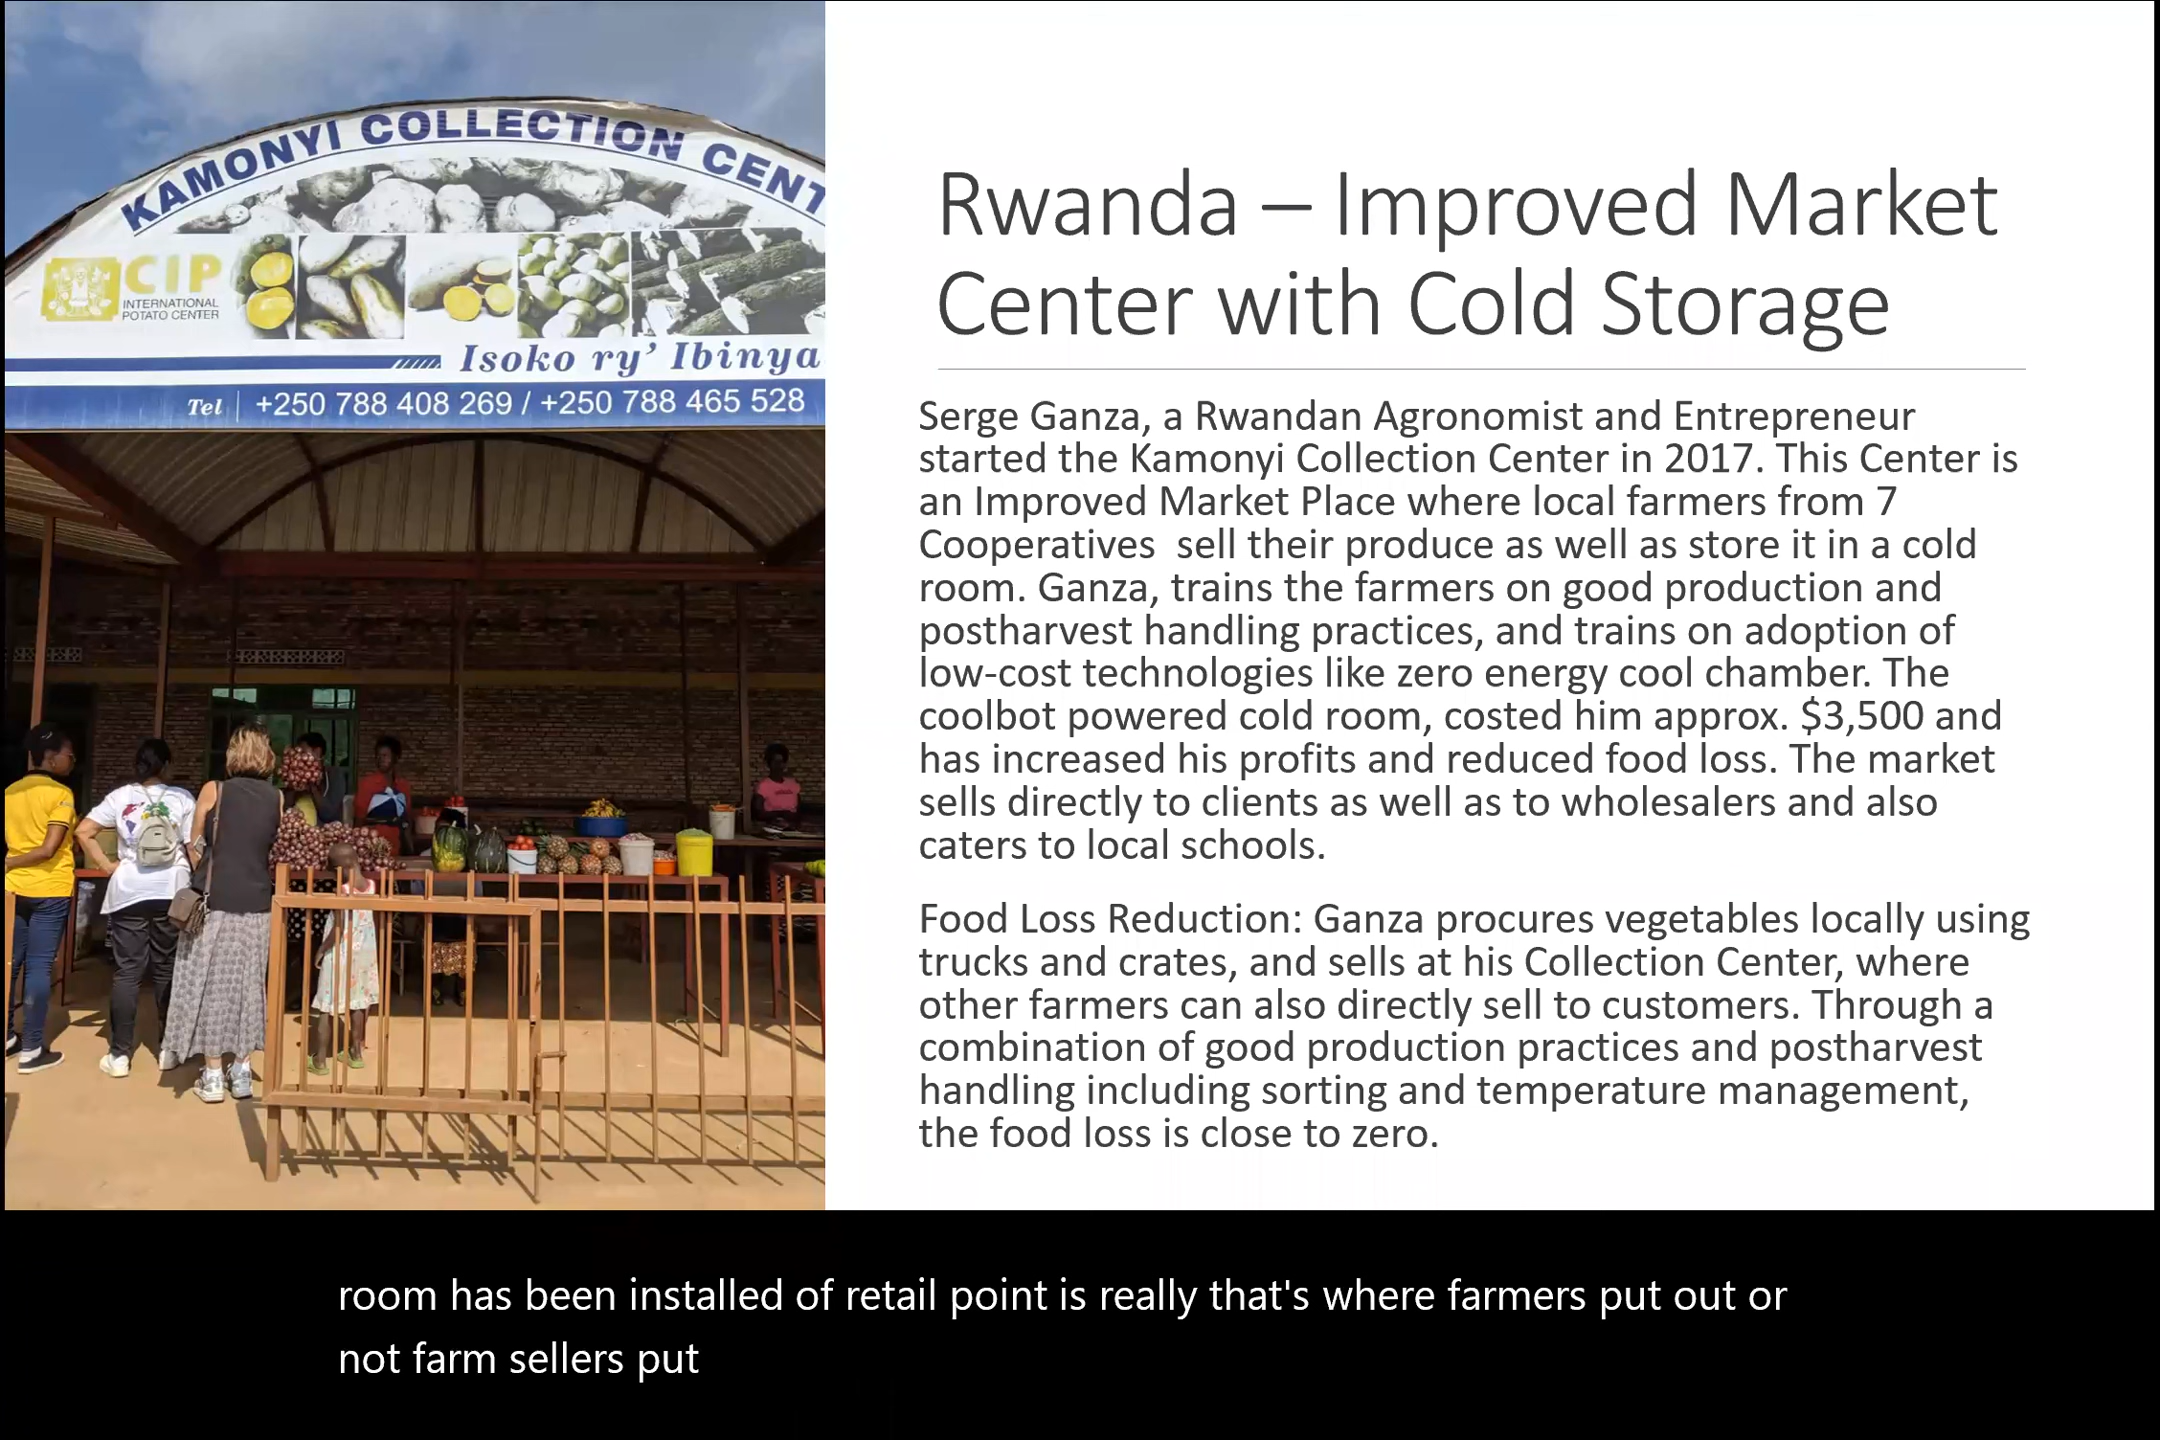 KAMONYI COLLECTION CENT
CIP
INTERNATIONAL
POTATO CENTER
Isoko ry' Ibinya
Tel | +250 788 408 269 / +250 788 465 528
Rwanda – Improved Market
Center with Cold Storage
Serge Ganza, a Rwandan Agronomist and Entrepreneur
started the Kamonyi Collection Center in 2017. This Center is
an Improved Market Place where local farmers from 7
Cooperatives  sell their produce as well as store it in a cold
room. Ganza, trains the farmers on good production and
postharvest handling practices, and trains on adoption of
low-cost technologies like zero energy cool chamber. The
coolbot powered cold room, costed him approx. $3,500 and
has increased his profits and reduced food loss. The market
sells directly to clients as well as to wholesalers and also
caters to local schools.
Food Loss Reduction: Ganza procures vegetables locally using
trucks and crates, and sells at his Collection Center, where
other farmers can also directly sell to customers. Through a
combination of good production practices and postharvest
handling including sorting and temperature management,
the food loss is close to zero.
room has been installed of retail point is really that's where farmers put out or
not farm sellers put